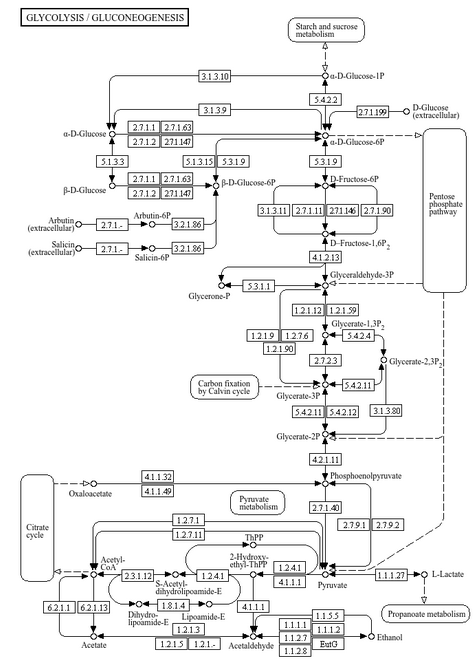 GLYCOLYSIS / GLUCONEOGENESIS
Starch and sucrose
metabolism
3.1.3.10
α-D-Glucose-1P
5.4.2.2
3.1.3.9
2.7.1.199
D-Glucose
(extracellular)
α-D-Glucose
2.7.1.1
2.7.1.63
2.7.1.2
2.7.1.147
α-D-Glucose-6P
5.1.3.3
5.3.1.15
5.3.1.9
5.3.1.9
Pentose
phosphate
pathway
β-D-Glucose
2.7.1.1
2.7.1.63
2.7.1.2
2.7.1.147
β-D-Glucose-6P
D-Fructose-6P
Arbutin
(extracellular)
2.7.1.-
Arbutin-6P
3.2.1.86
3.1.3.11
2.7.1.11
2.7.1.146
2.7.1.90
Salicin
(extracellular)
2.7.1.-
Salicin-6P
3.2.1.86
D-Fructose-1,6P2
4.1.2.13
Glyceraldehyde-3P
Glycerone-P
5.3.1.1
1.2.1.12
1.2.1.59
Glycerate-1,3P2
1.2.1.9
1.2.7.6
1.2.1.90
5.4.2.4
2.7.2.3
Glycerate-2,3P2
Carbon fixation
by Calvin cycle
Glycerate-3P
5.4.2.11
5.4.2.11
5.4.2.12
3.1.3.80
Glycerate-2P
4.2.1.11
Citrate
cycle
Oxaloacetate
4.1.1.32
4.1.1.49
Phosphoenolpyruvate
Pyruvate
metabolism
2.7.1.40
2.7.9.1
2.7.9.2
1.2.7.1
1.2.7.11
ThPP
Acetyl-
CoA
2.3.1.12
S-Acetyl-
dihydrolipoamide-E
1.2.4.1
2-Hydroxy-
ethyl-ThPP
1.2.4.1
4.1.1.1
Pyruvate
1.1.1.27
L-Lactate
6.2.1.1
6.2.1.13
Dihydro-
lipoamide-E
1.8.1.4
Lipoamide-E
4.1.1.1
Propanoate metabolism
Acetate
1.2.1.3
1.2.1.5
1.2.1.-
Acetaldehyde
1.1.5.5
1.1.1.1
1.1.1.2
1.1.2.7
EutG
1.1.2.8
Ethanol